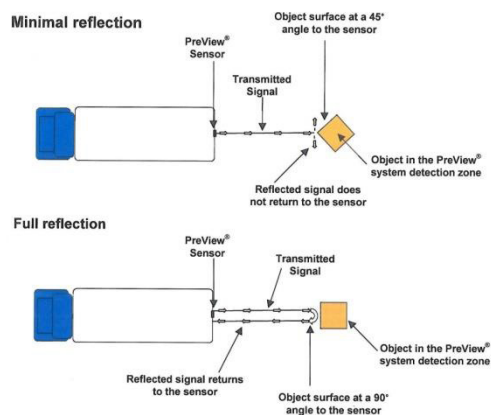 Minimal reflection
Object surface at a 45°
angle to the sensor
PreView®
Sensor
Transmitted
Signal
Object in the PreView®
system detection zone
Reflected signal does
not return to the sensor
Full reflection
PreView®
Sensor
Transmitted
Signal
Object in the PreView®
system detection zone
Reflected signal returns
to the sensor
Object surface at a 90°
angle to the sensor